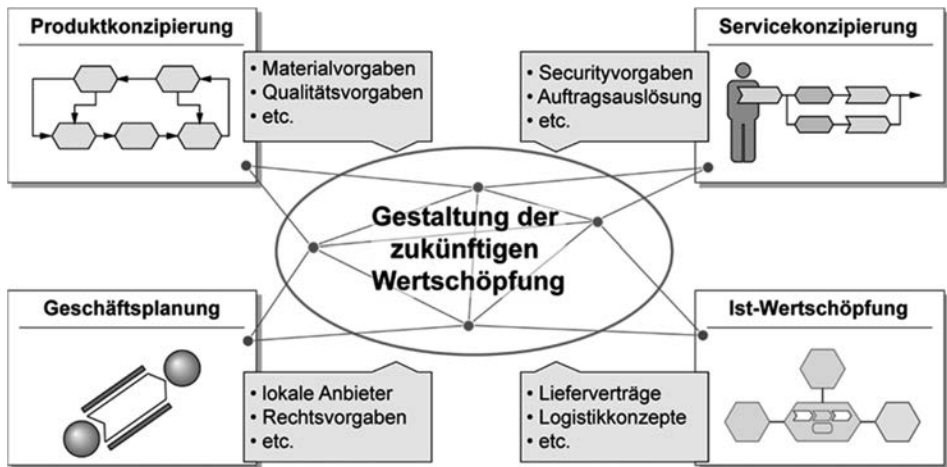 Produktkonzipierung
• Materialvorgaben
• Qualitätsvorgaben
• etc.
Servicekonzipierung
• Securityvorgaben
• Auftragsauslösung
• etc.
Gestaltung der
zukünftigen
Wertschöpfung
Geschäftsplanung
• lokale Anbieter
• Rechtsvorgaben
• etc.
Ist-Wertschöpfung
• Lieferverträge
• Logistikkonzepte
• etc.